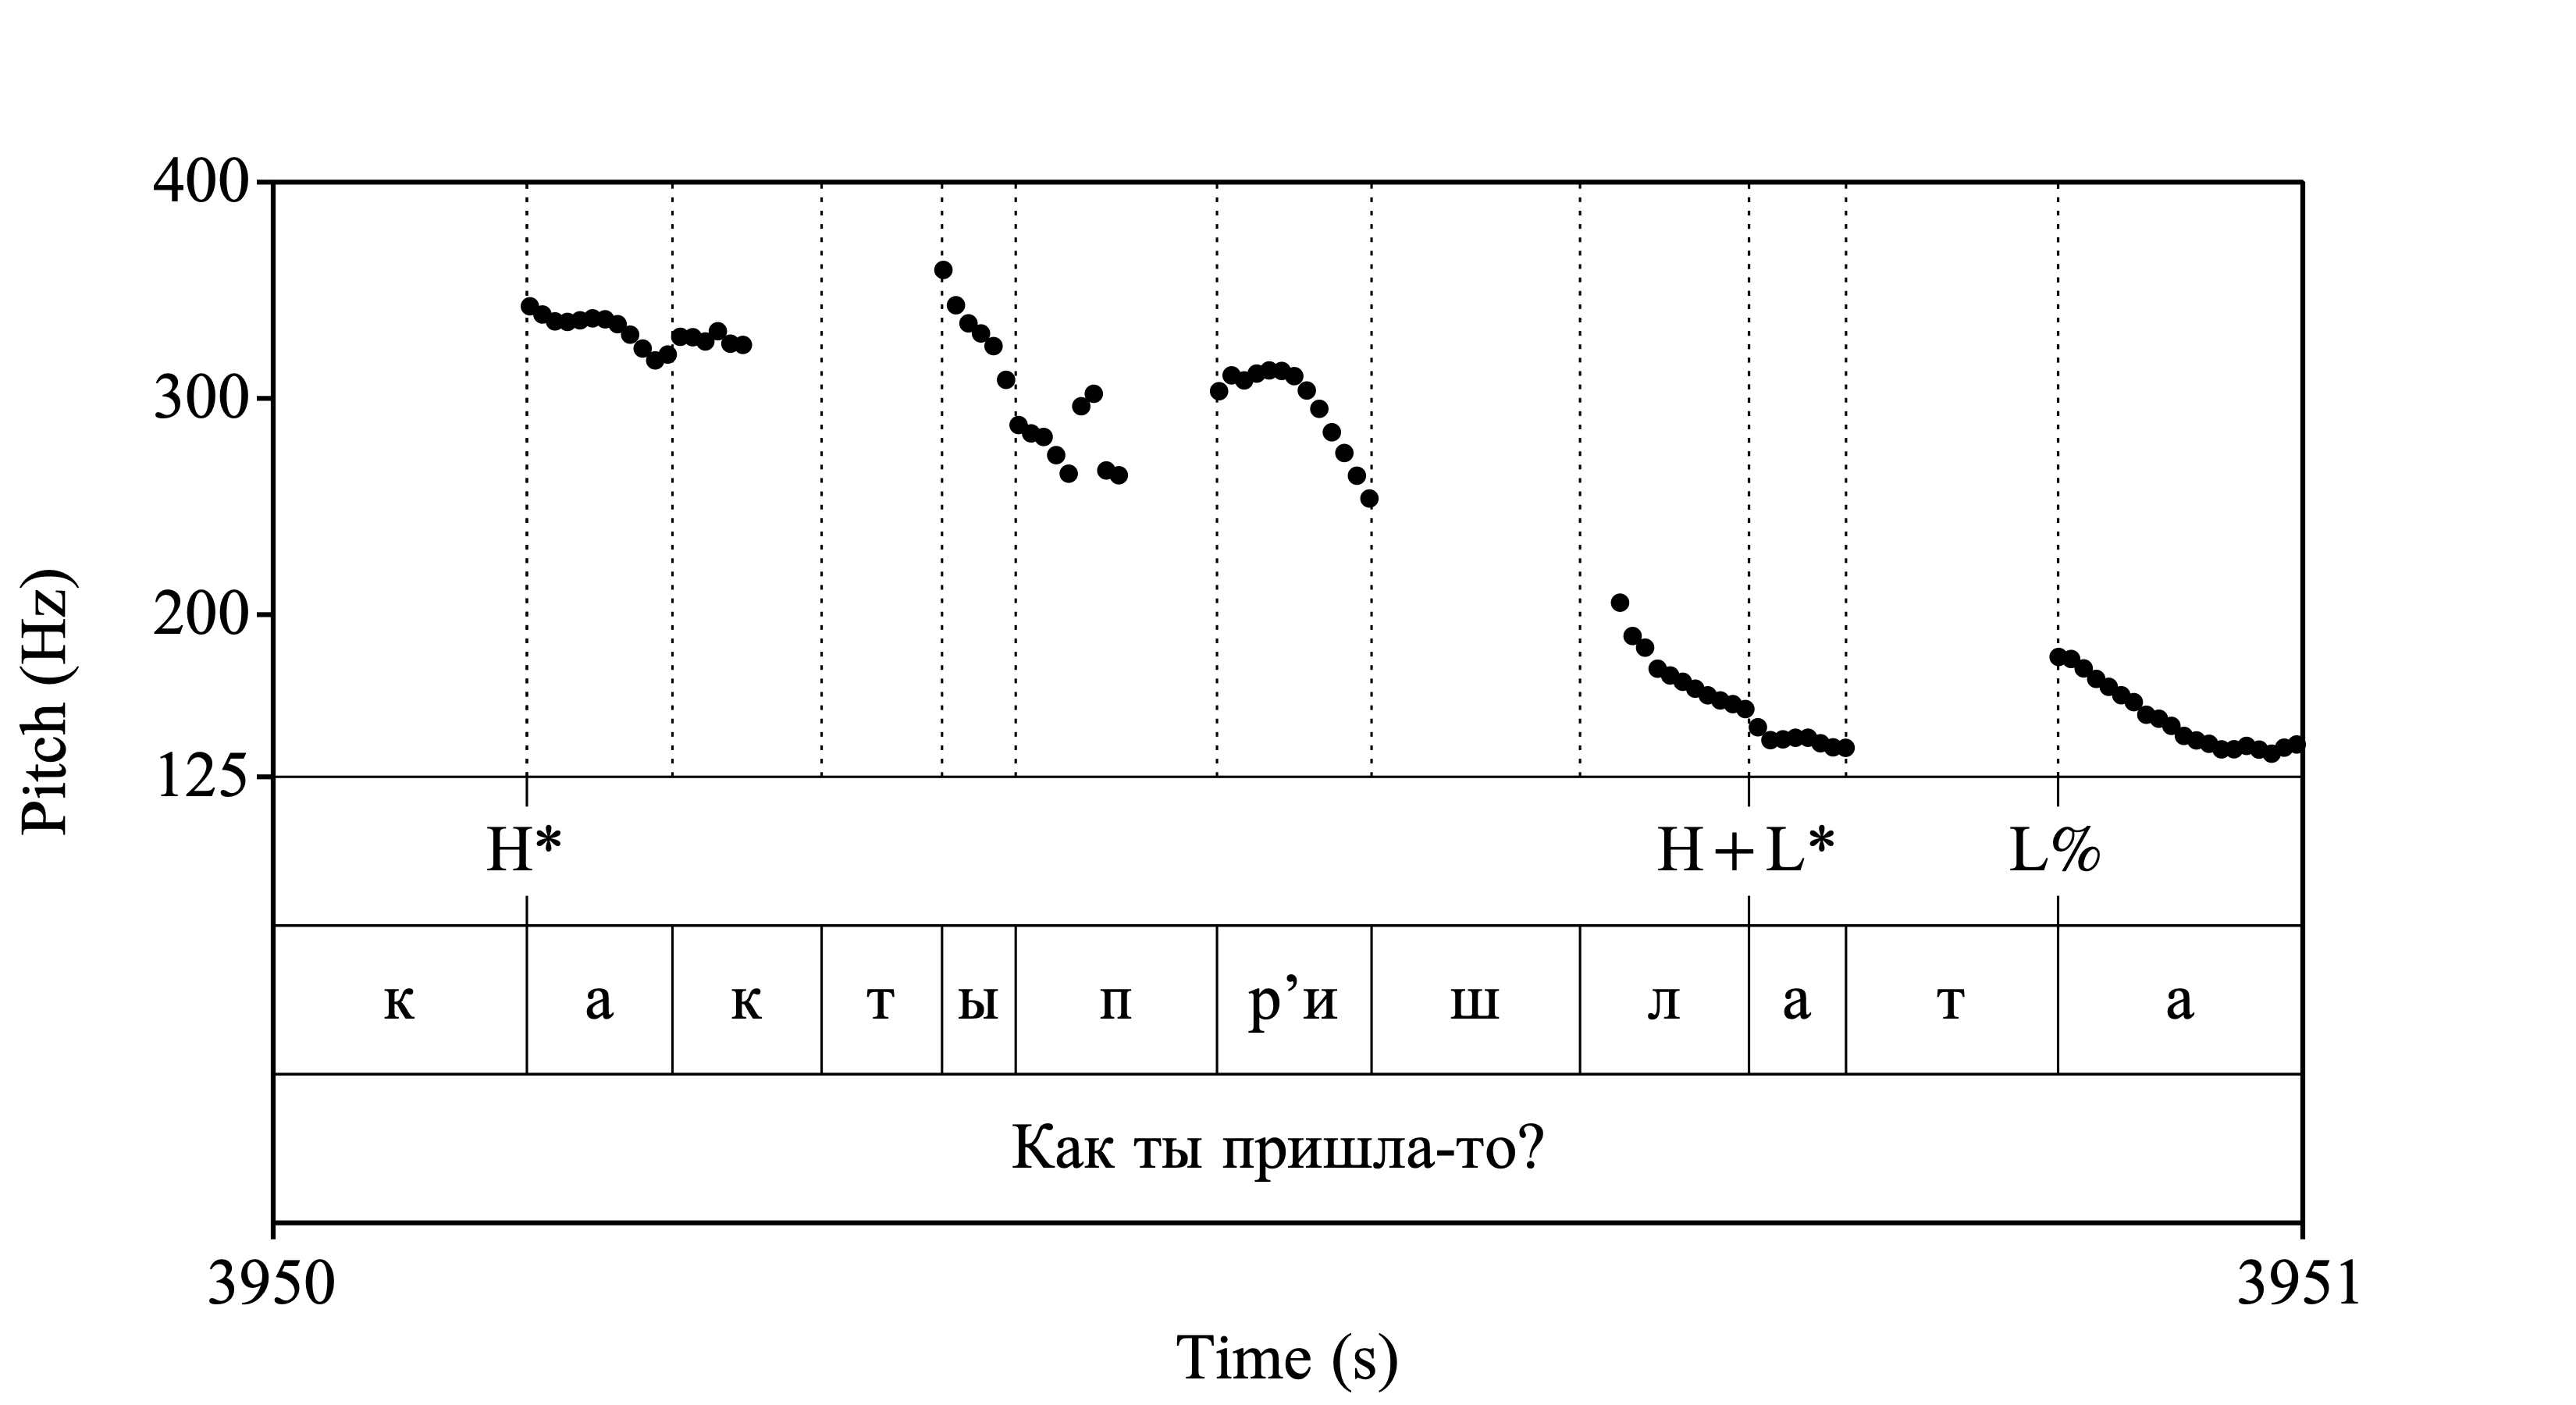 400
300
200
125
Pitch (Hz)
H* H+L* L%
к а к т ы п р’и ш л а т а
Как ты пришла-то?
3950 3951
Time (s)